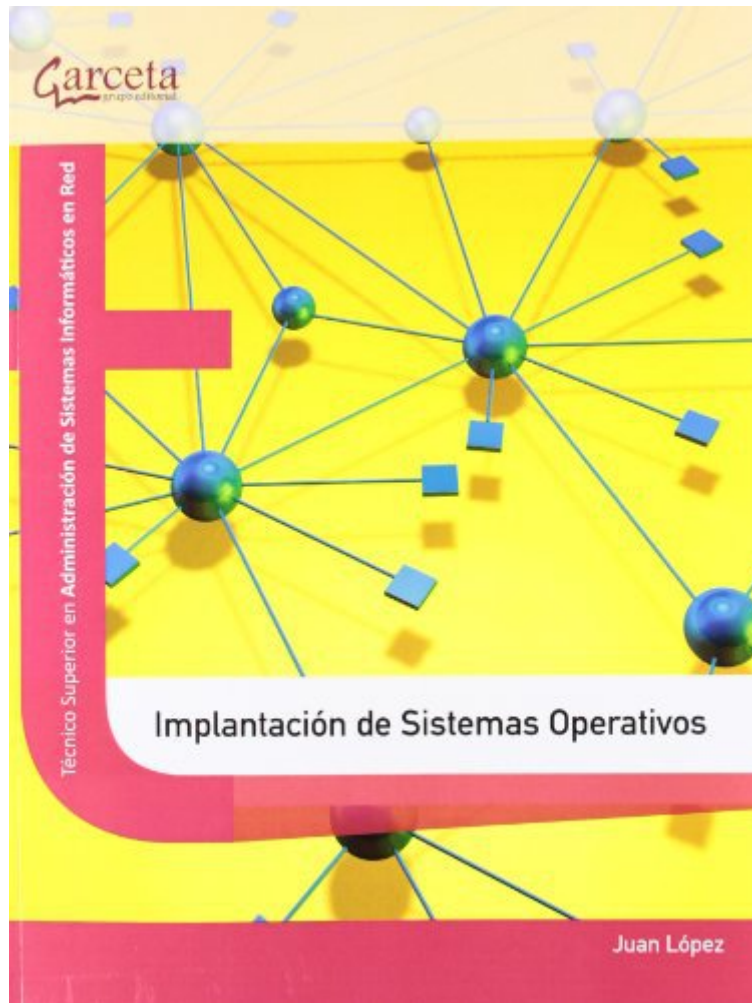 Garceta
grupo editorial
Técnico Superior en Administración de Sistemas Informáticos en Red
Implantación de Sistemas Operativos
Juan López